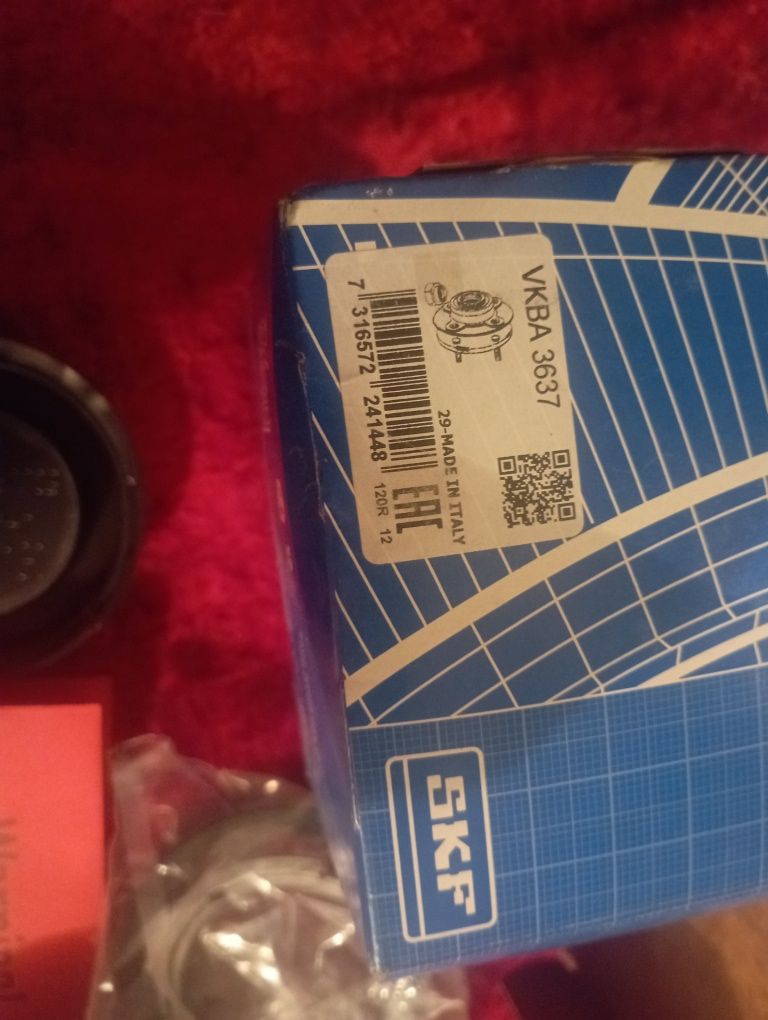 VKBA 3637
29-MADE IN ITALY
7 316572 241448
EAC
120R 12
SKF